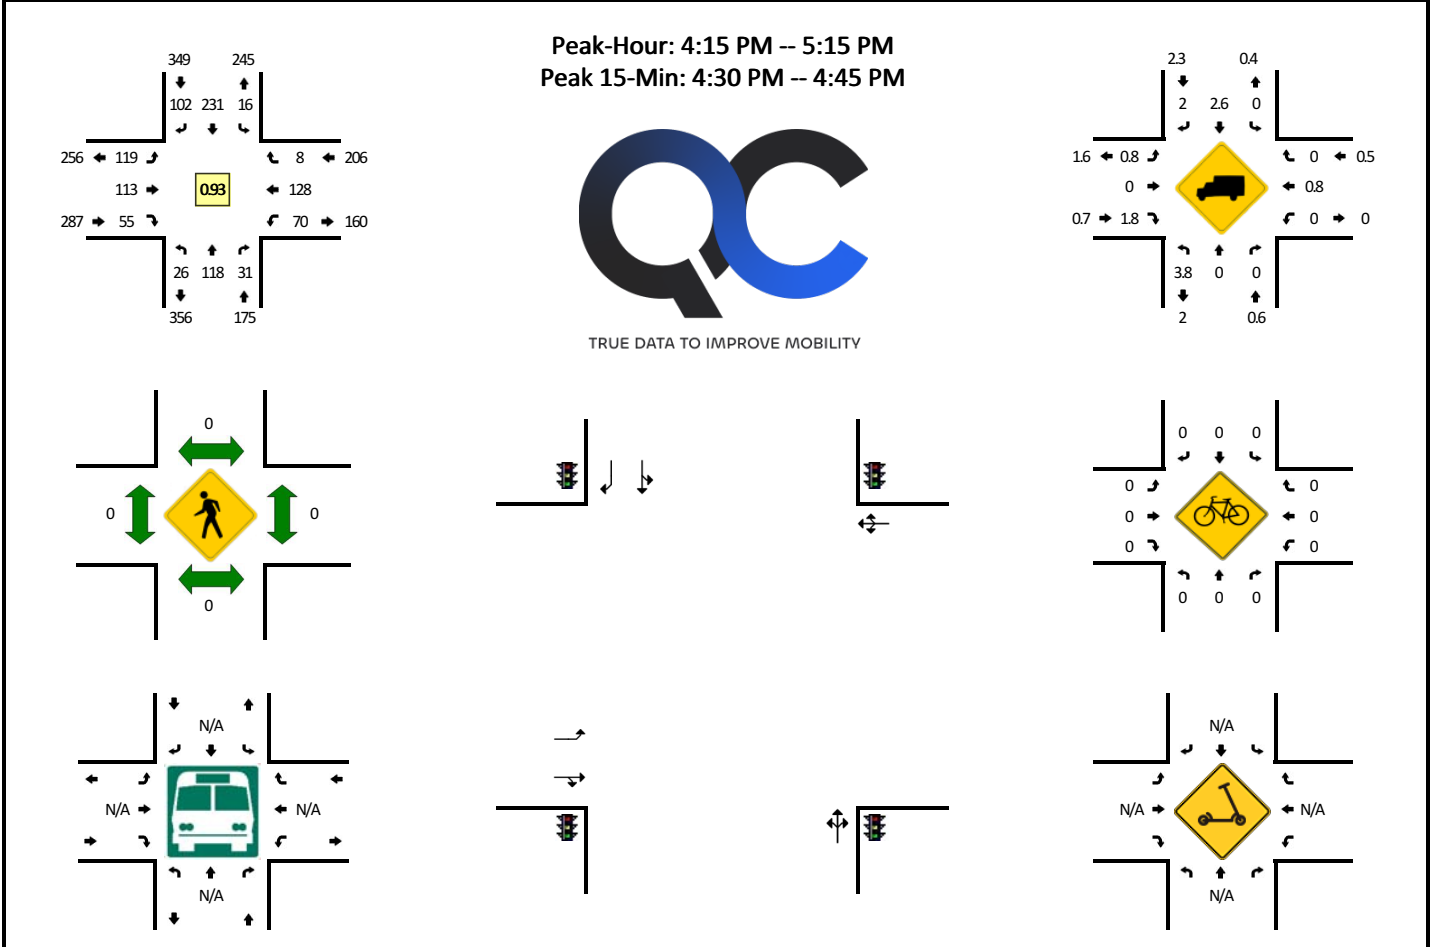 Peak-Hour: 4:15 PM -- 5:15 PM
Peak 15-Min: 4:30 PM -- 4:45 PM
349 245
102 231 16
256 119 8 206
113 0.93 128
287 55 70 160
26 118 31
356 175
QC
TRUE DATA TO IMPROVE MOBILITY
2.3 0.4
2 2.6 0
1.6 0.8 0 0.5
0 0.8
0.7 1.8 0 0
3.8 0 0
2 0.6
0
0 0
0
0 0 0
0 0
0 0
0 0
0 0 0
N/A
N/A N/A
N/A
N/A
N/A N/A
N/A